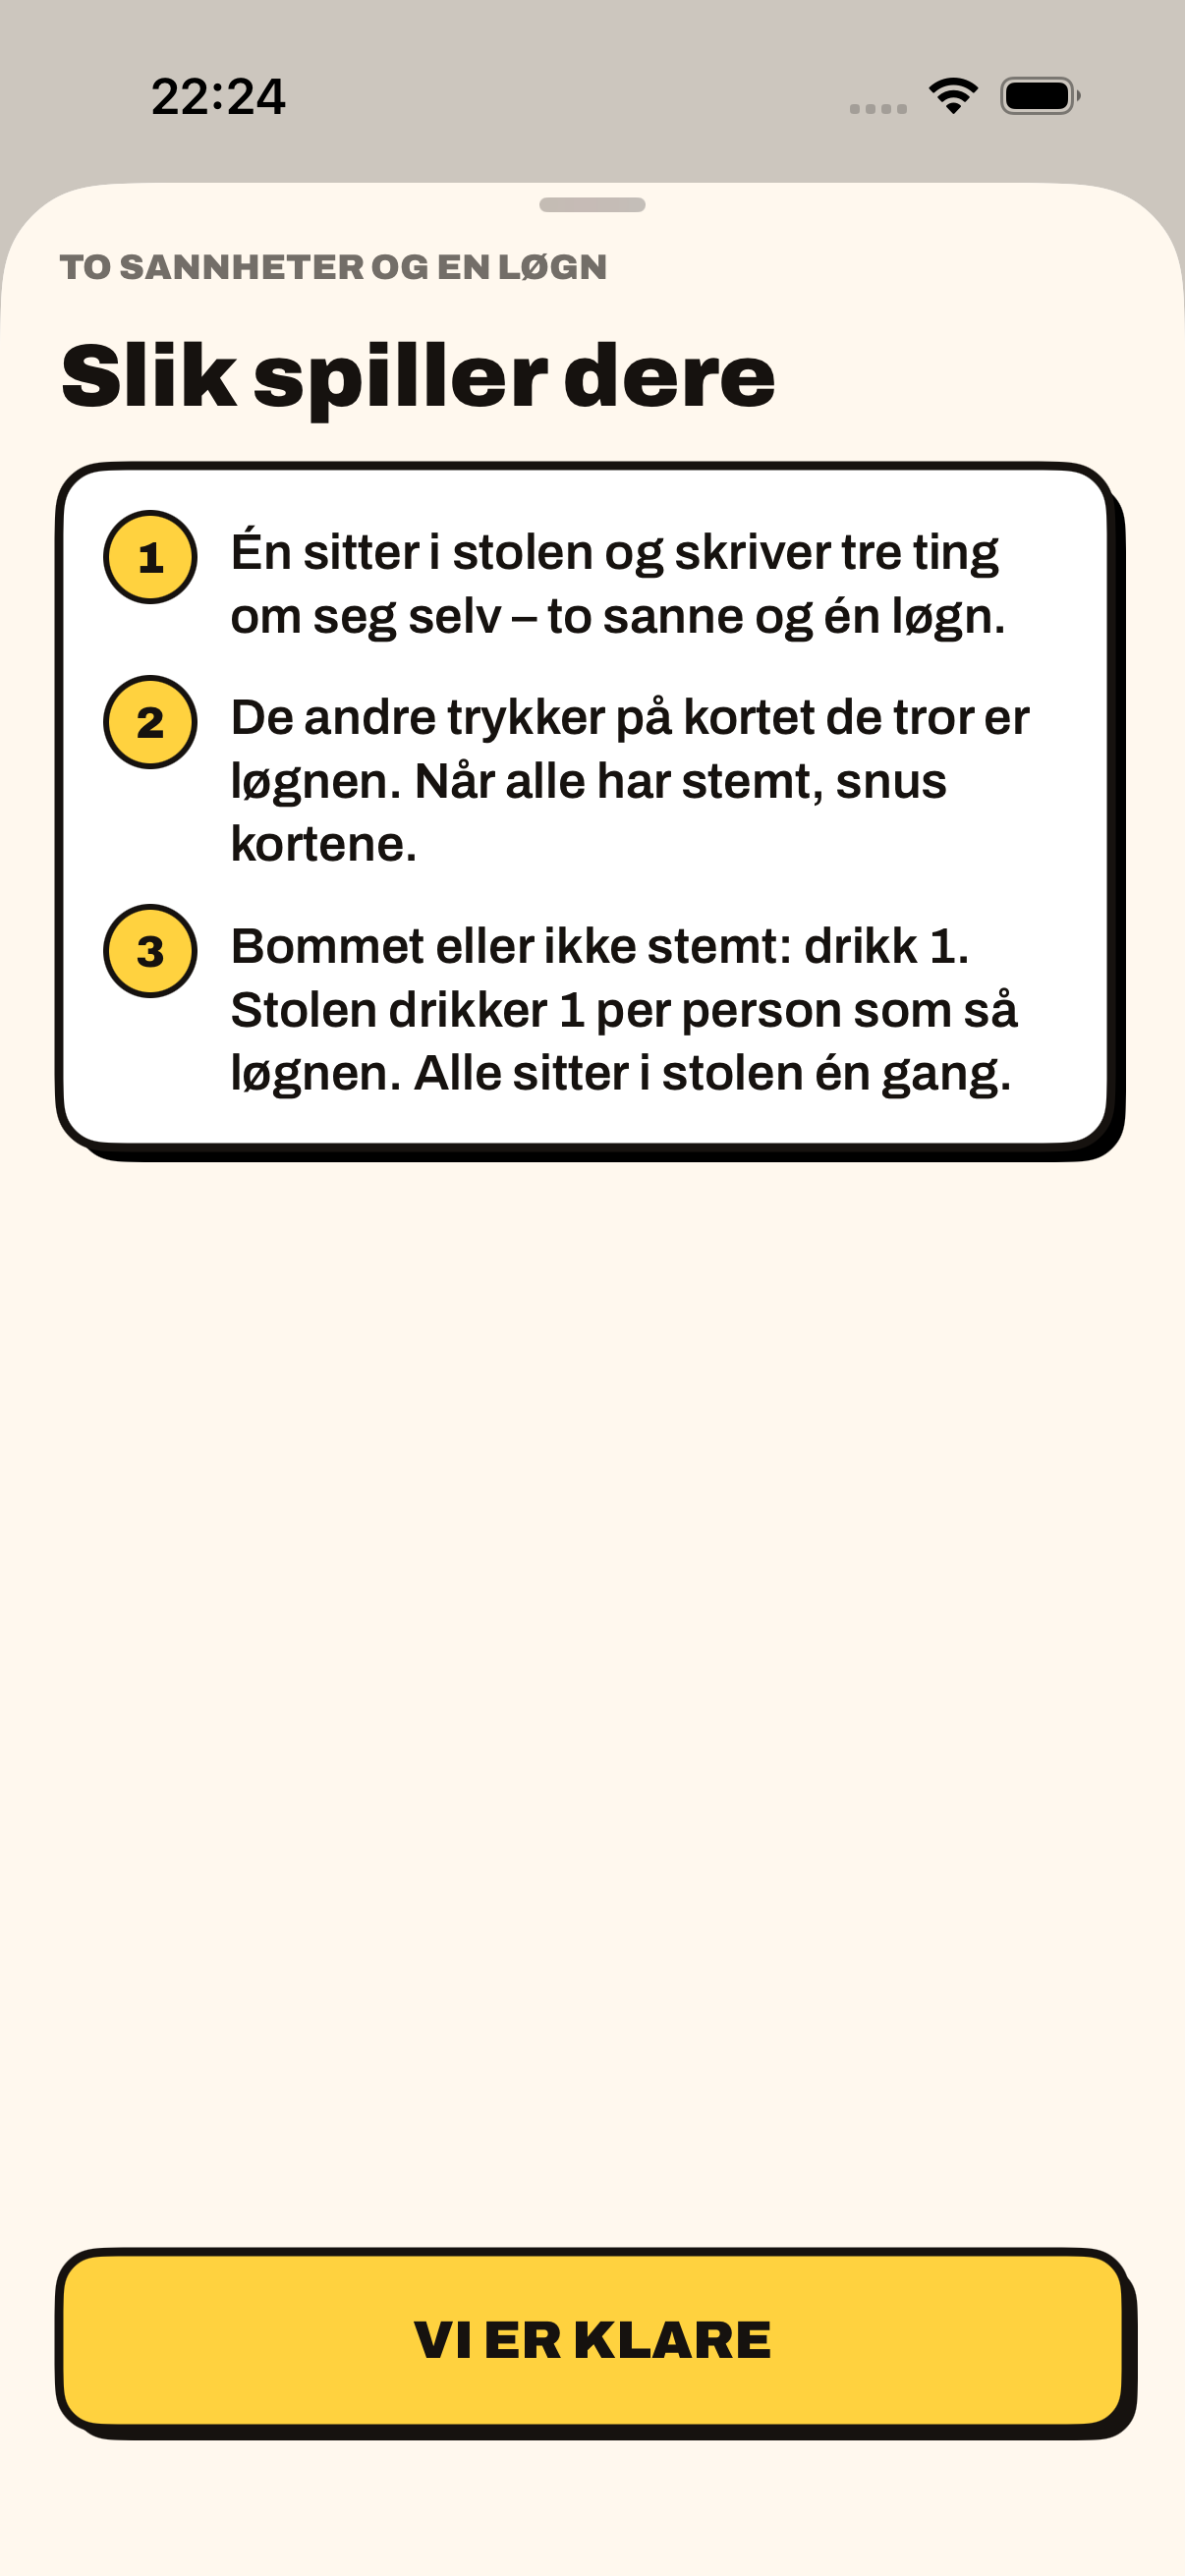 22:24
TO SANNHETER OG EN LØGN
Slik spiller dere
1
Én sitter i stolen og skriver tre ting
om seg selv – to sanne og én løgn.
2
De andre trykker på kortet de tror er
løgnen. Når alle har stemt, snus
kortene.
3
Bommet eller ikke stemt: drikk 1.
Stolen drikker 1 per person som så
løgnen. Alle sitter i stolen én gang.
VI ER KLARE